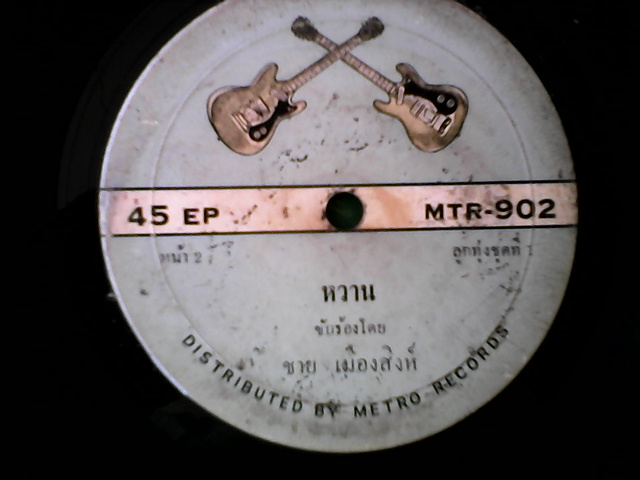 45 EP MTR-902
หน้า 2 ลูกทุ่งชุดที่ 1
หวาน
ขับร้องโดย
ชาย เมืองสิงห์
DISTRIBUTED BY METRO RECORDS